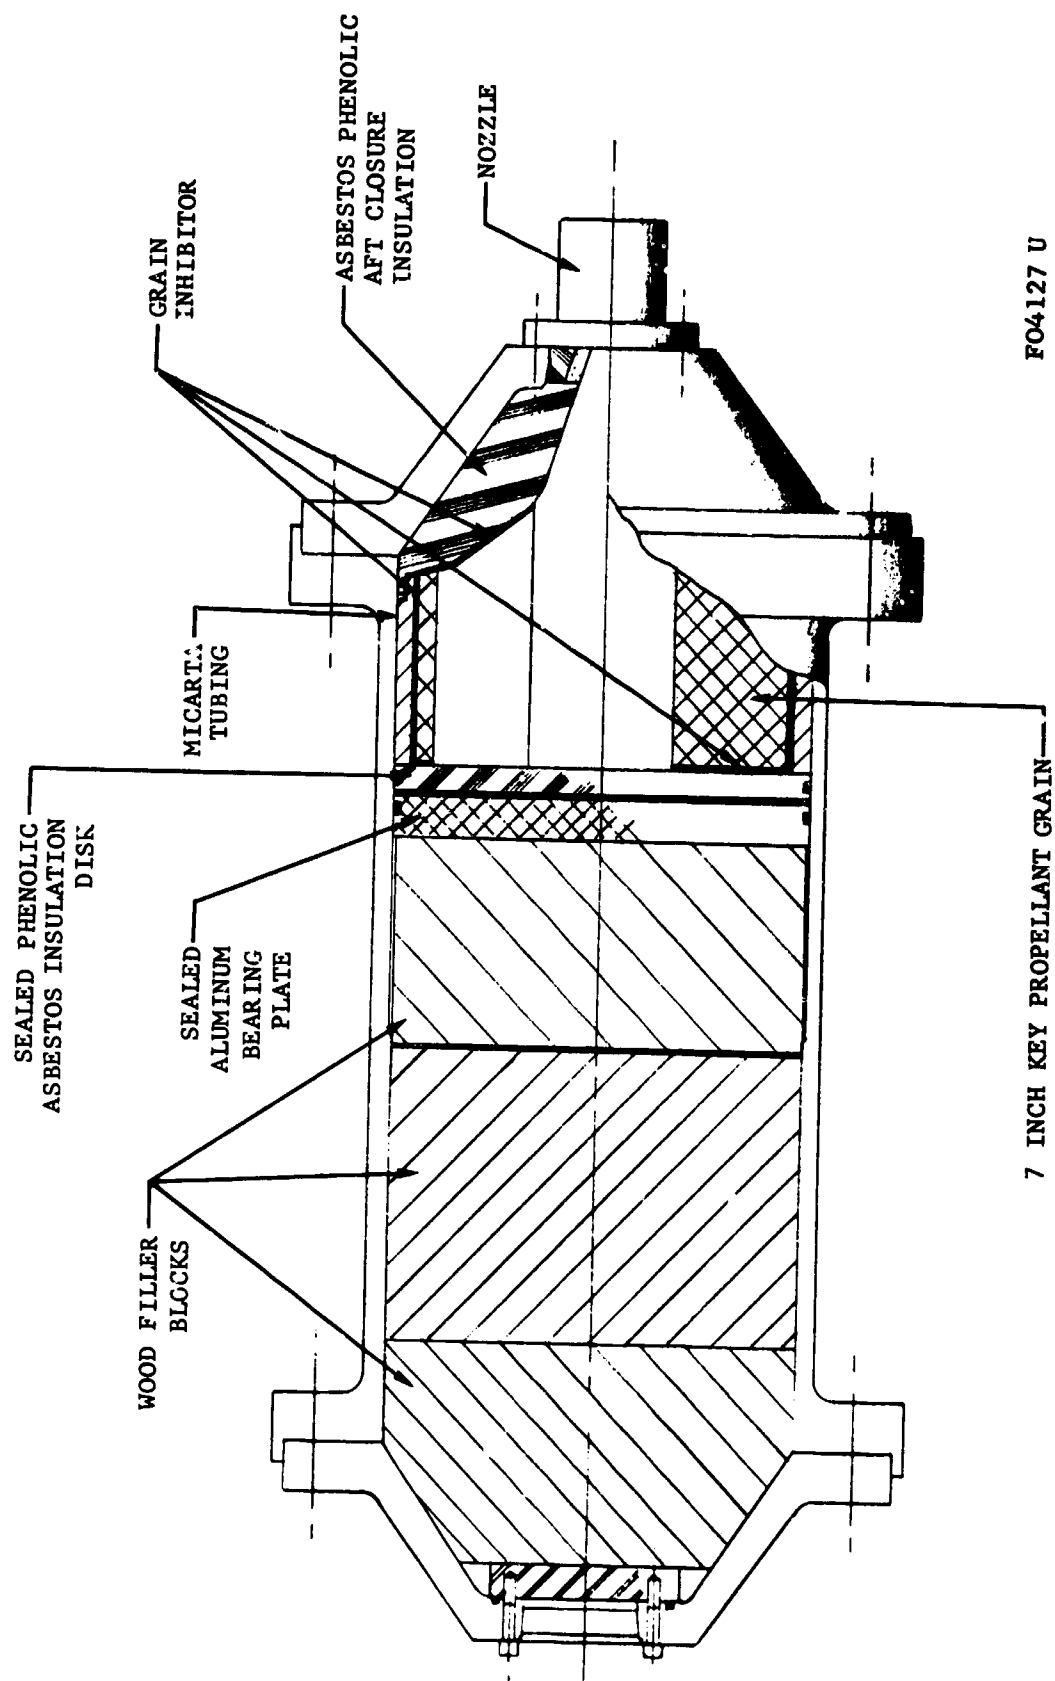 SEALED PHENOLIC
ASBESTOS INSULATION
DISK
WOOD FILLER
BLOCKS
SEALED
ALUMINUM
BEARING
PLATE
MICARTA
TUBING
GRAIN
INHIBITOR
ASBESTOS PHENOLIC
AFT CLOSURE
INSULATION
NOZZLE
7 INCH KEY PROPELLANT GRAIN
F04127 U